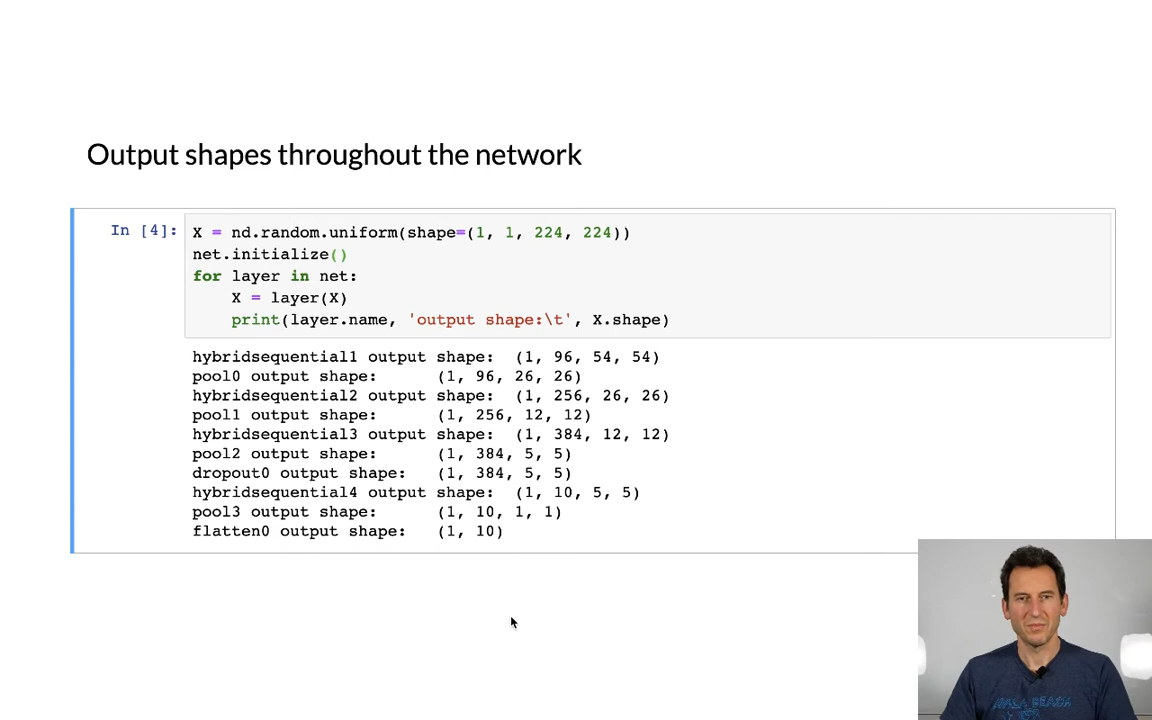 Output shapes throughout the network
In [4]:
X = nd.random.uniform(shape=(1, 1, 224, 224))
net.initialize()
for layer in net:
    X = layer(X)
    print(layer.name, 'output shape:\t', X.shape)
hybridsequential1 output shape:  (1, 96, 54, 54)
pool0 output shape:      (1, 96, 26, 26)
hybridsequential2 output shape:  (1, 256, 26, 26)
pool1 output shape:      (1, 256, 12, 12)
hybridsequential3 output shape:  (1, 384, 12, 12)
pool2 output shape:      (1, 384, 5, 5)
dropout0 output shape:   (1, 384, 5, 5)
hybridsequential4 output shape:  (1, 10, 5, 5)
pool3 output shape:      (1, 10, 1, 1)
flatten0 output shape:   (1, 10)